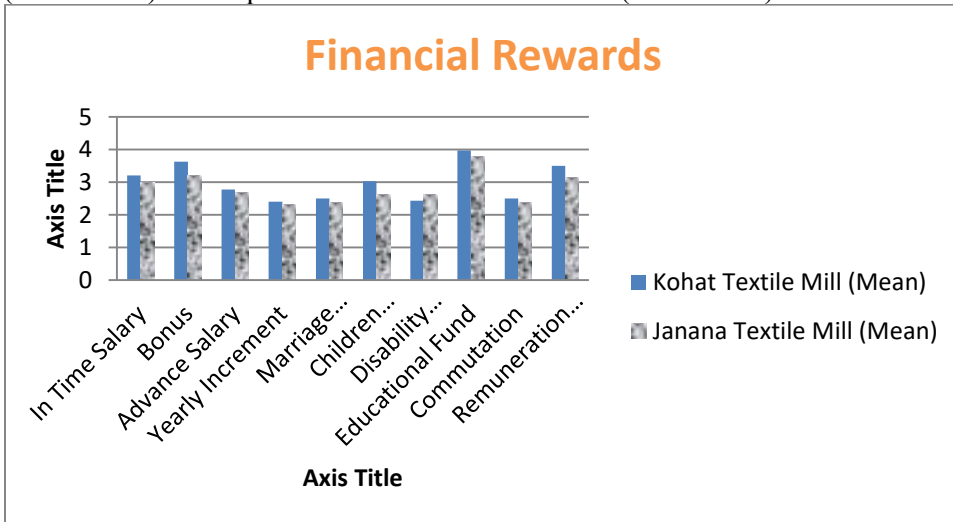 Financial Rewards
5
4
3
2
1
0
Axis Title
In Time Salary
Bonus
Advance Salary
Yearly Increment
Marriage...
Children...
Disability...
Educational Fund
Commutation
Remuneration...
Axis Title
Kohat Textile Mill (Mean)
Janana Textile Mill (Mean)